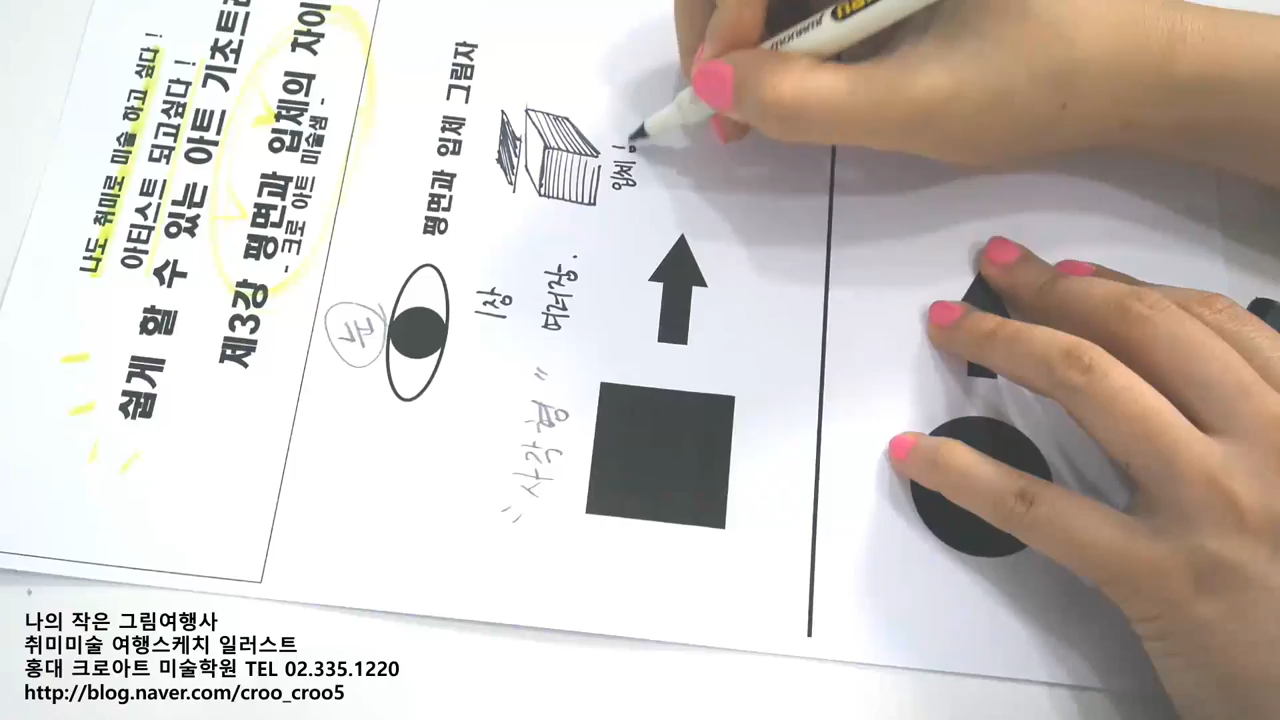 나도 취미로 미술 하고 싶다 !
아티스트 되고싶다 !
쉽게 할 수 있는 아트 기초트레
제3강 평면과 입체의 차이
- 크로 아트 미술샘 -
눈
평면과 입체 그림자
1장
여러장.
"사각형"
입체
나의 작은 그림여행사
취미미술 여행스케치 일러스트
홍대 크로아트 미술학원 TEL 02.335.1220
http://blog.naver.com/croo_croo5